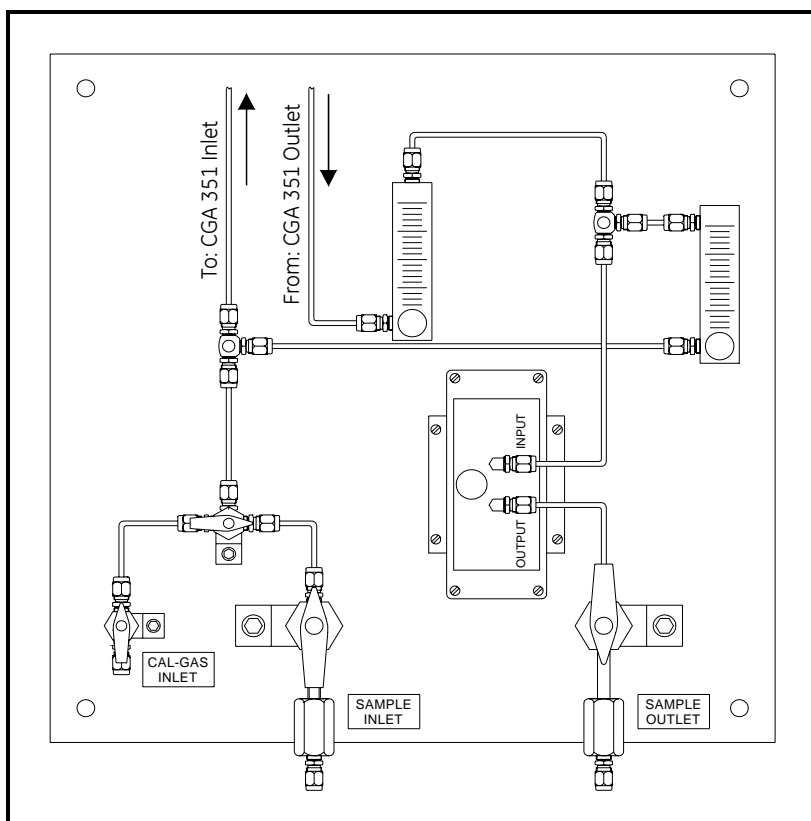 To: CGA 351 Inlet
From: CGA 351 Outlet
INPUT
OUTPUT
CAL-GAS
INLET
SAMPLE
INLET
SAMPLE
OUTLET